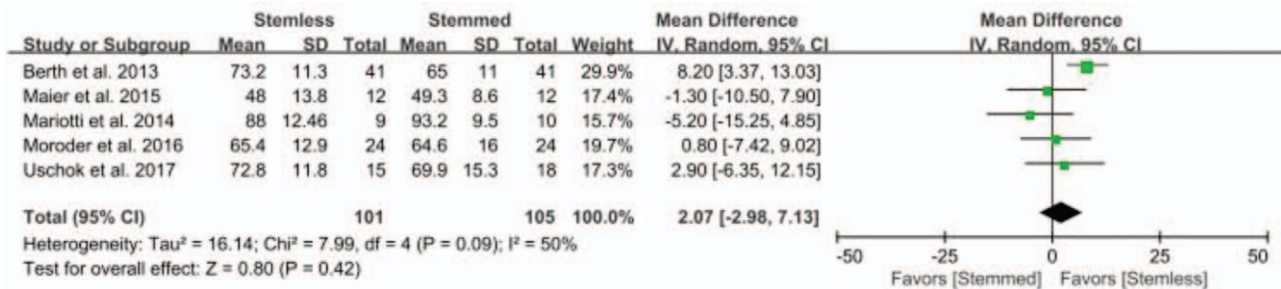 Stemless Stemmed Mean Difference Mean Difference
Study or Subgroup Mean SD Total Mean SD Total Weight IV, Random, 95% CI IV, Random, 95% CI
Berth et al. 2013 73.2 11.3 41 65 11 41 29.9% 8.20 [3.37, 13.03]
Maier et al. 2015 48 13.8 12 49.3 8.6 12 17.4% -1.30 [-10.50, 7.90]
Mariotti et al. 2014 88 12.46 9 93.2 9.5 10 15.7% -5.20 [-15.25, 4.85]
Moroder et al. 2016 65.4 12.9 24 64.6 16 24 19.7% 0.80 [-7.42, 9.02]
Uschok et al. 2017 72.8 11.8 15 69.9 15.3 18 17.3% 2.90 [-6.35, 12.15]
Total (95% CI) 101 105 100.0% 2.07 [-2.98, 7.13]
Heterogeneity: Tau² = 16.14; Chi² = 7.99, df = 4 (P = 0.09); I² = 50%
Test for overall effect: Z = 0.80 (P = 0.42)
-50 -25 0 25 50
Favors [Stemmed] Favors [Stemless]